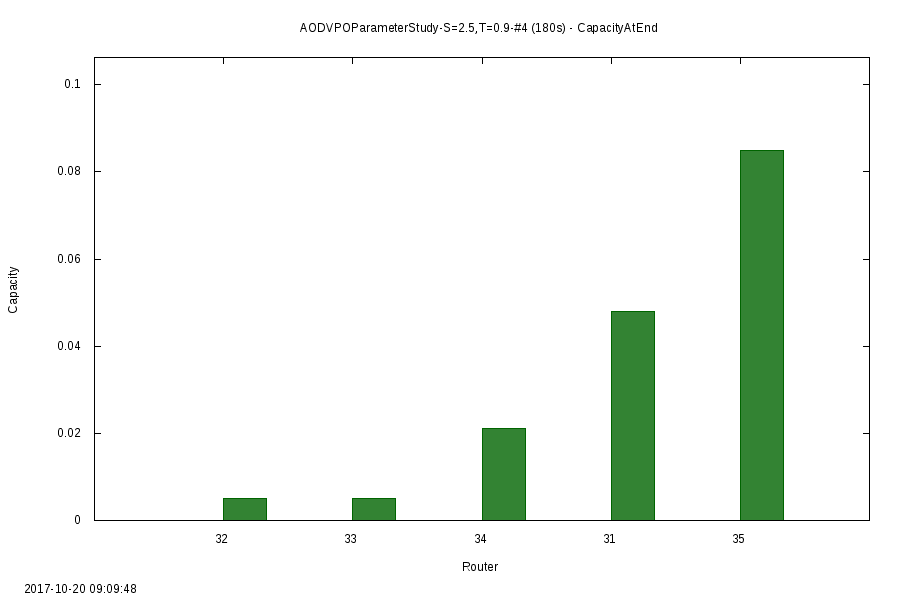 AODVPOParameterStudy-S=2.5,T=0.9-#4 (180s) - CapacityAtEnd
0.1
0.08
0.06
0.04
0.02
0
Capacity
32 33 34 31 35
Router
2017-10-20 09:09:48